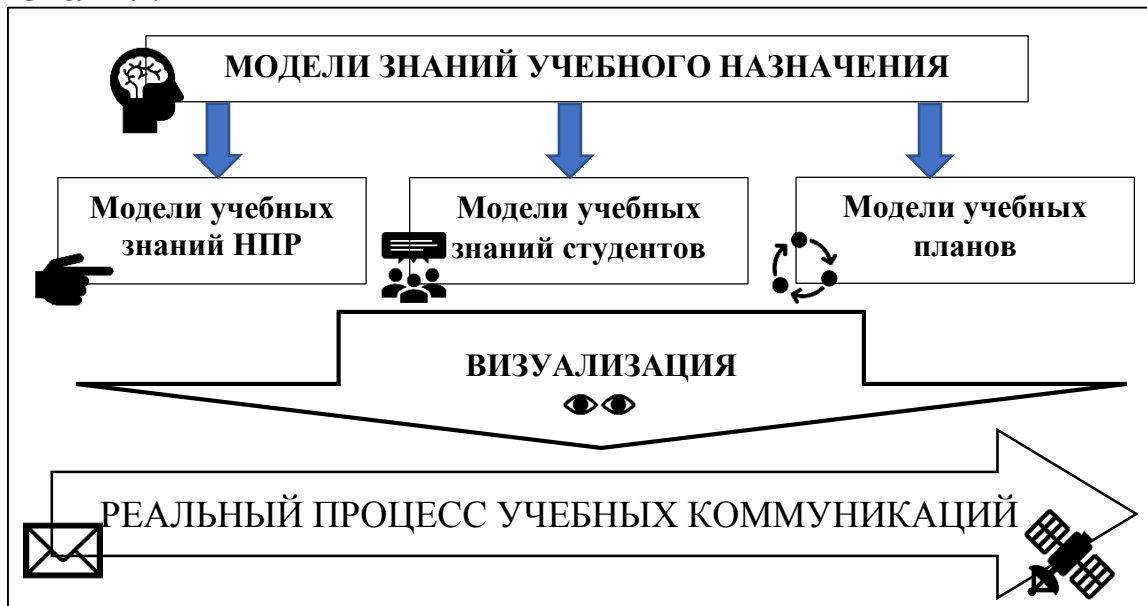 МОДЕЛИ ЗНАНИЙ УЧЕБНОГО НАЗНАЧЕНИЯ
Модели учебных
знаний НПР
Модели учебных
знаний студентов
Модели учебных
планов
ВИЗУАЛИЗАЦИЯ
РЕАЛЬНЫЙ ПРОЦЕСС УЧЕБНЫХ КОММУНИКАЦИЙ